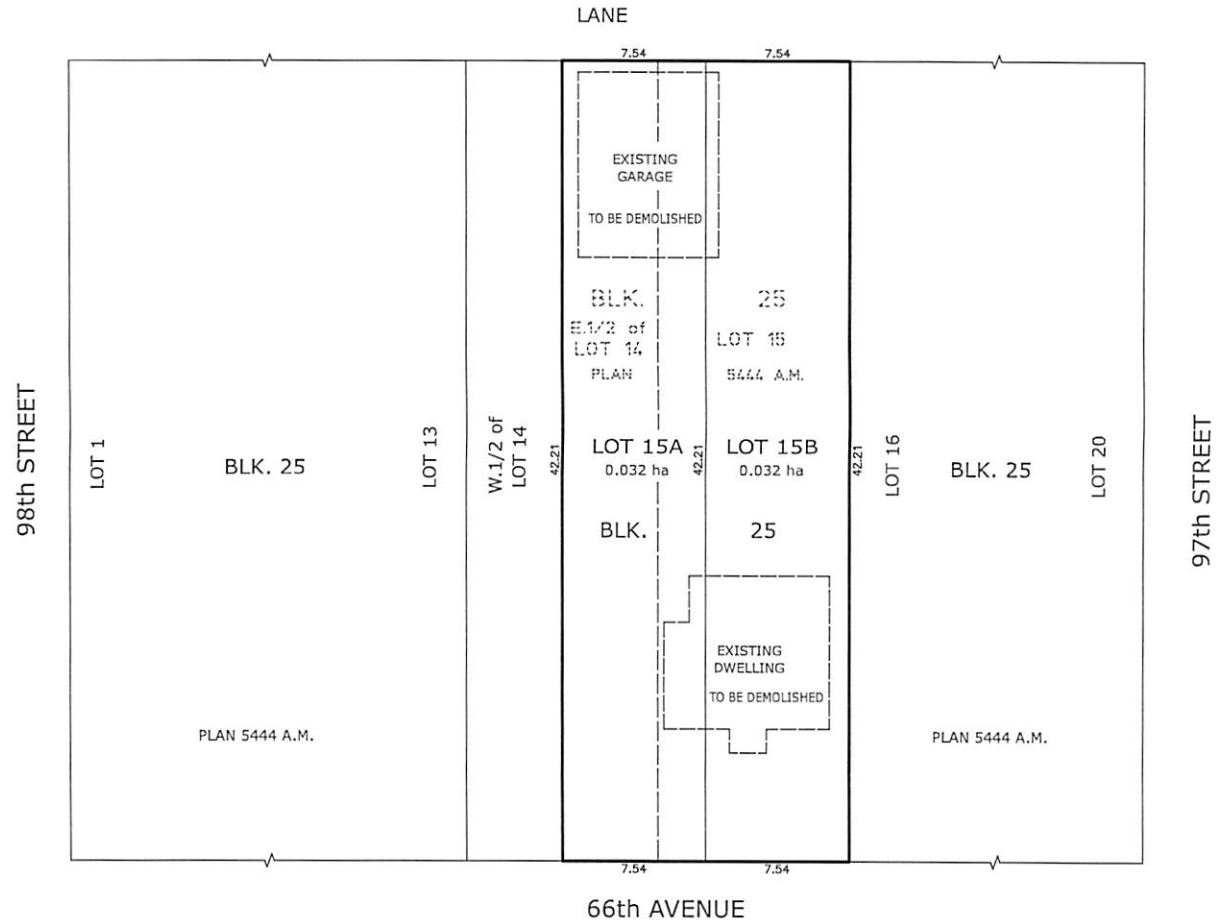 LANE
7.54
7.54
EXISTING
GARAGE
TO BE DEMOLISHED
BLK. 25
E.1/2 of
LOT 14
LOT 15
PLAN 5444 A.M.
98th STREET
LOT 1
BLK. 25
LOT 13
W.1/2 of
LOT 14
42.21
LOT 15A
0.032 ha
42.21
LOT 15B
0.032 ha
42.21
LOT 16
BLK. 25
LOT 20
97th STREET
BLK. 25
EXISTING
DWELLING
TO BE DEMOLISHED
PLAN 5444 A.M.
PLAN 5444 A.M.
7.54
7.54
66th AVENUE